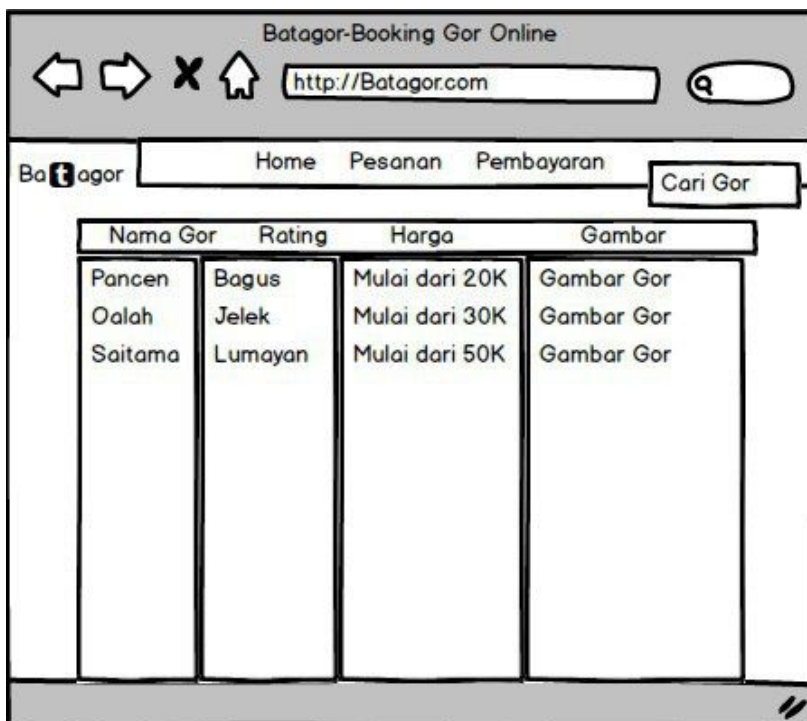 Batagor-Booking Gor Online
http://Batagor.com
Batagor
Home Pesanan Pembayaran
Cari Gor
Nama Gor Rating Harga Gambar
Pancen Bagus Mulai dari 20K Gambar Gor
Oalah Jelek Mulai dari 30K Gambar Gor
Saitama Lumayan Mulai dari 50K Gambar Gor